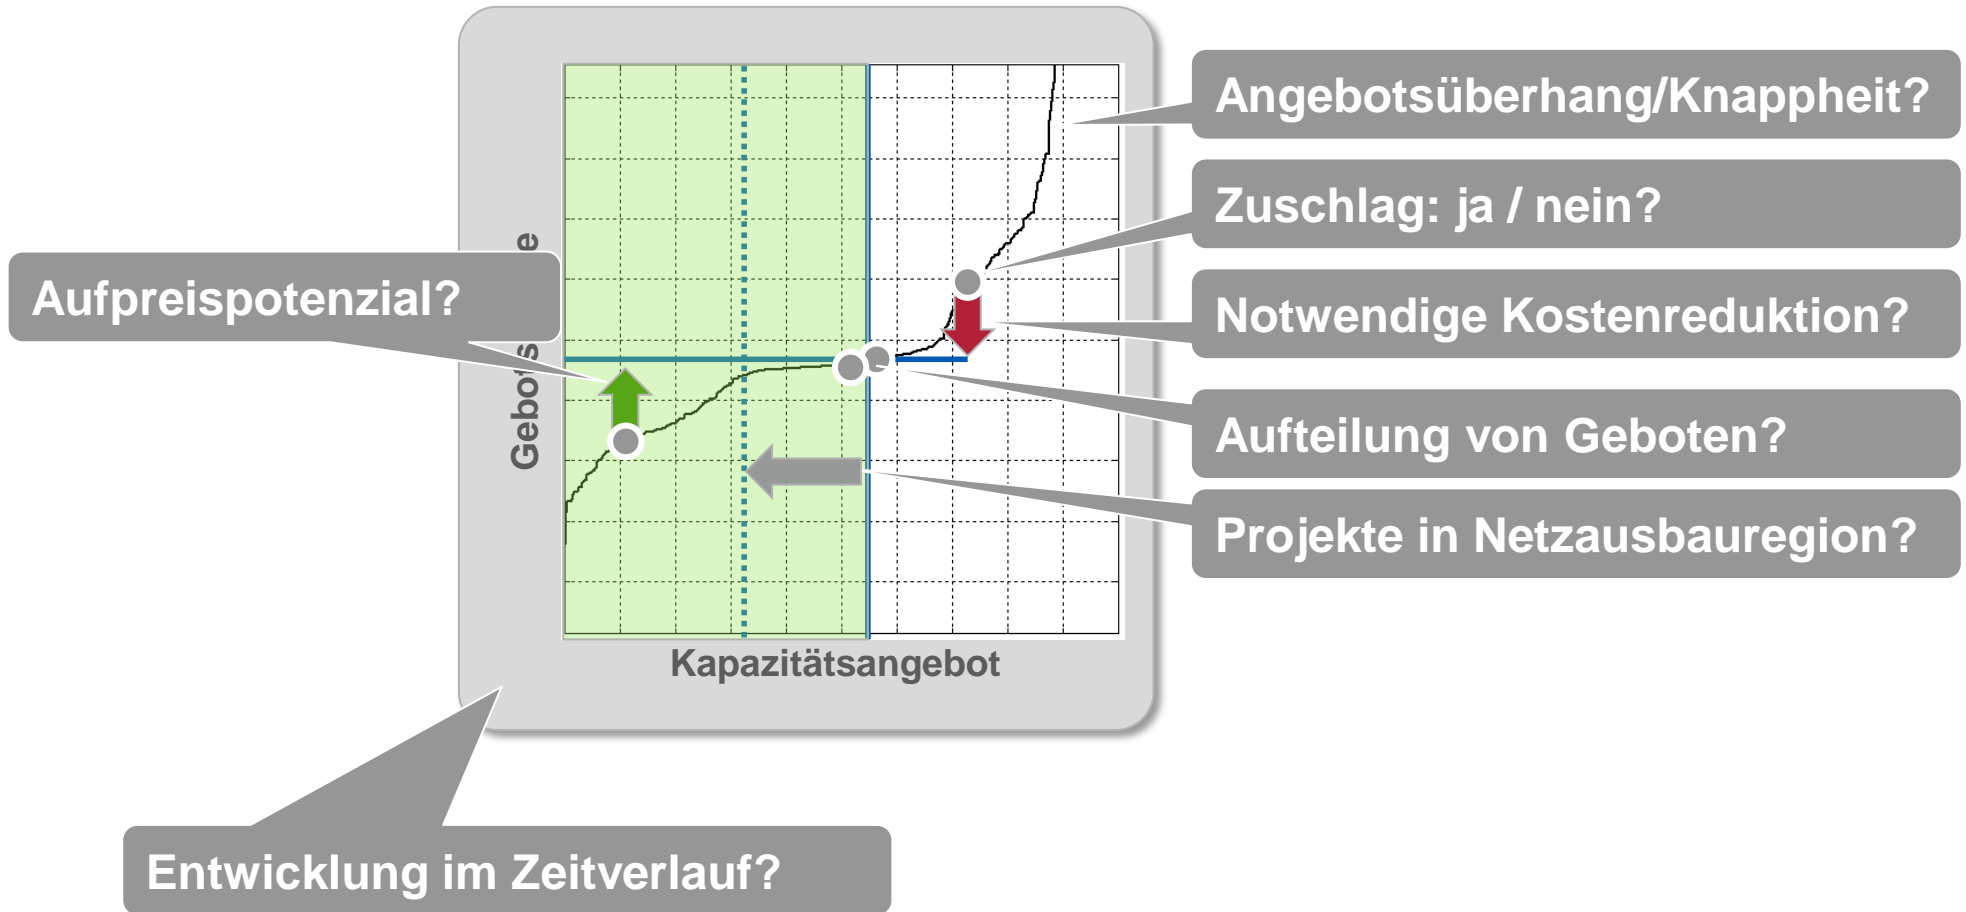 Angebotsüberhang/Knappheit?
Zuschlag: ja / nein?
Aufpreispotenzial?
Notwendige Kostenreduktion?
Aufteilung von Geboten?
Projekte in Netzausbauregion?
Kapazitätsangebot
Entwicklung im Zeitverlauf?